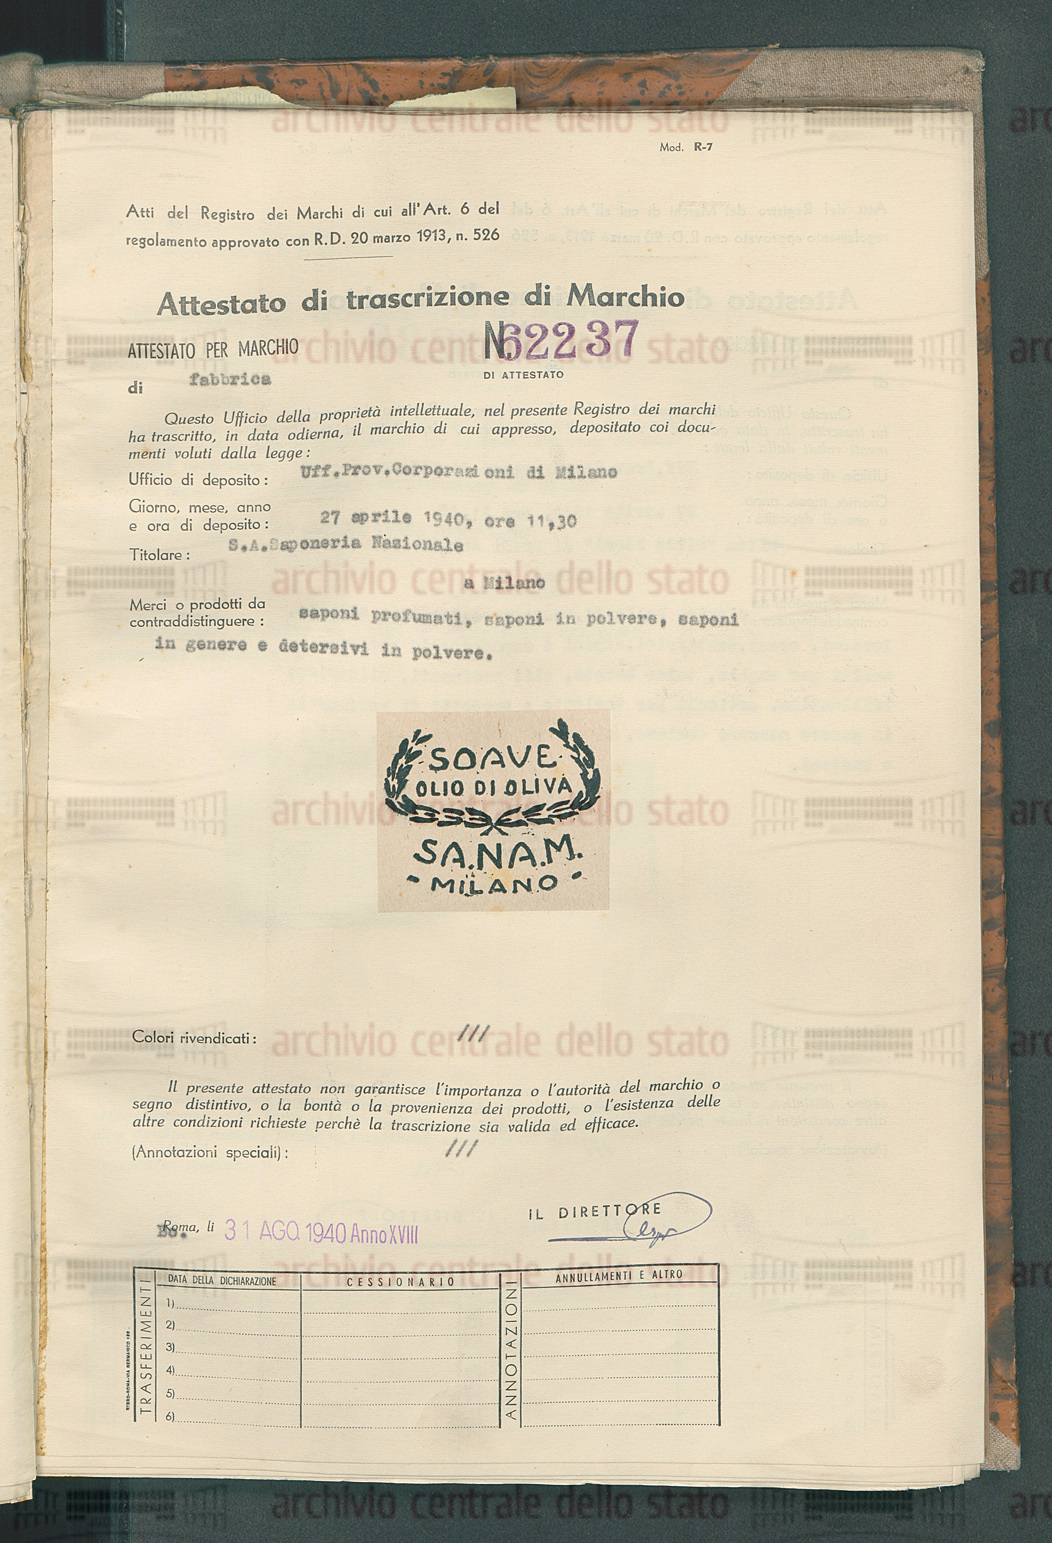 Mod. R-7
Atti del Registro dei Marchi di cui all'Art. 6 del
regolamento approvato con R.D. 20 marzo 1913, n. 526
Attestato di trascrizione di Marchio
ATTESTATO PER MARCHIO
N. 62237
di fabbrica
DI ATTESTATO
Questo Ufficio della proprietà intellettuale, nel presente Registro dei marchi
ha trascritto, in data odierna, il marchio di cui appresso, depositato coi docu-
menti voluti dalla legge:
Ufficio di deposito: Uff.Prov.Corporazioni di Milano
Giorno, mese, anno
e ora di deposito: 27 aprile 1940, ore 11,30
Titolare: S.A.Saponeria Nazionale
a Milano
Merci o prodotti da
contraddistinguere: saponi profumati, saponi in polvere, saponi
in genere e detersivi in polvere.
SOAVE
OLIO DI OLIVA
SA.NA.M.
- MILANO -
Colori rivendicati: ///
Il presente attestato non garantisce l'importanza o l'autorità del marchio o
segno distintivo, o la bontà o la provenienza dei prodotti, o l'esistenza delle
altre condizioni richieste perchè la trascrizione sia valida ed efficace.
(Annotazioni speciali): ///
IL DIRETTORE
Roma, li 31 AGO. 1940 Anno XVIII
TRASFERIMENTI
DATA DELLA DICHIARAZIONE
CESSIONARIO
ANNOTAZIONI
ANNULLAMENTI E ALTRO
1)
2)
3)
4)
5)
6)
archivio centrale dello stato